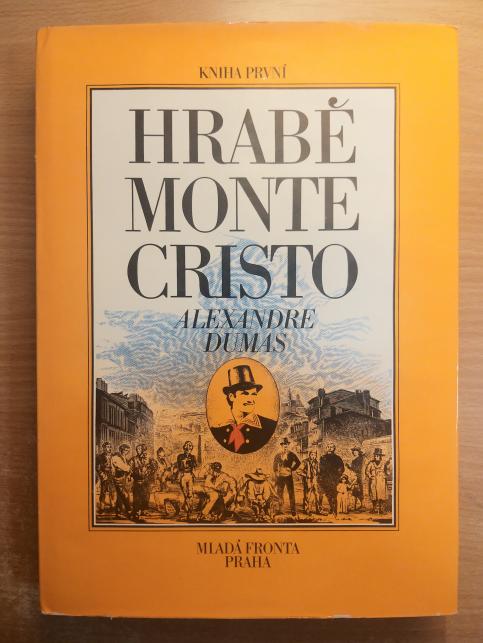 KNIHA PRVNÍ
HRABĚ
MONTE
CRISTO
ALEXANDRE
DUMAS
MLADÁ FRONTA
PRAHA